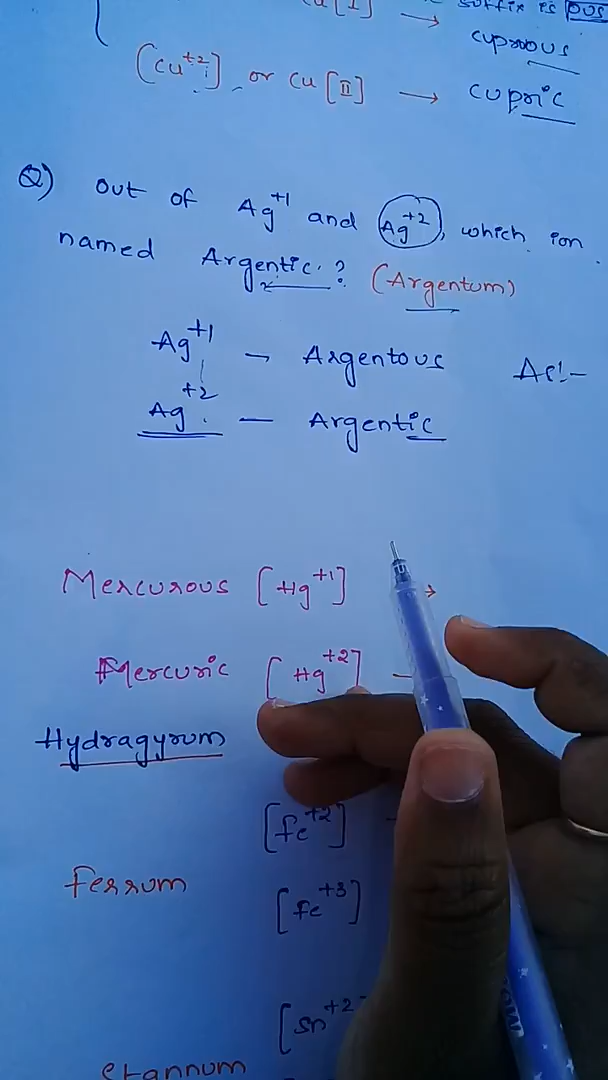 suffix is OUS
cuprous
[Cu+2] or Cu [II] → cupric
Q) out of Ag+1 and Ag+2, which ion
named Argentic? (Argentum)
Ag+1 → Argentous
Ag+2 — Argentic
As:-
Mercurous [Hg+1] →
Mercuric [Hg+2] -
Hydragyrum
[fe+2] -
ferrum
[fe+3]
[sn+2
stannum